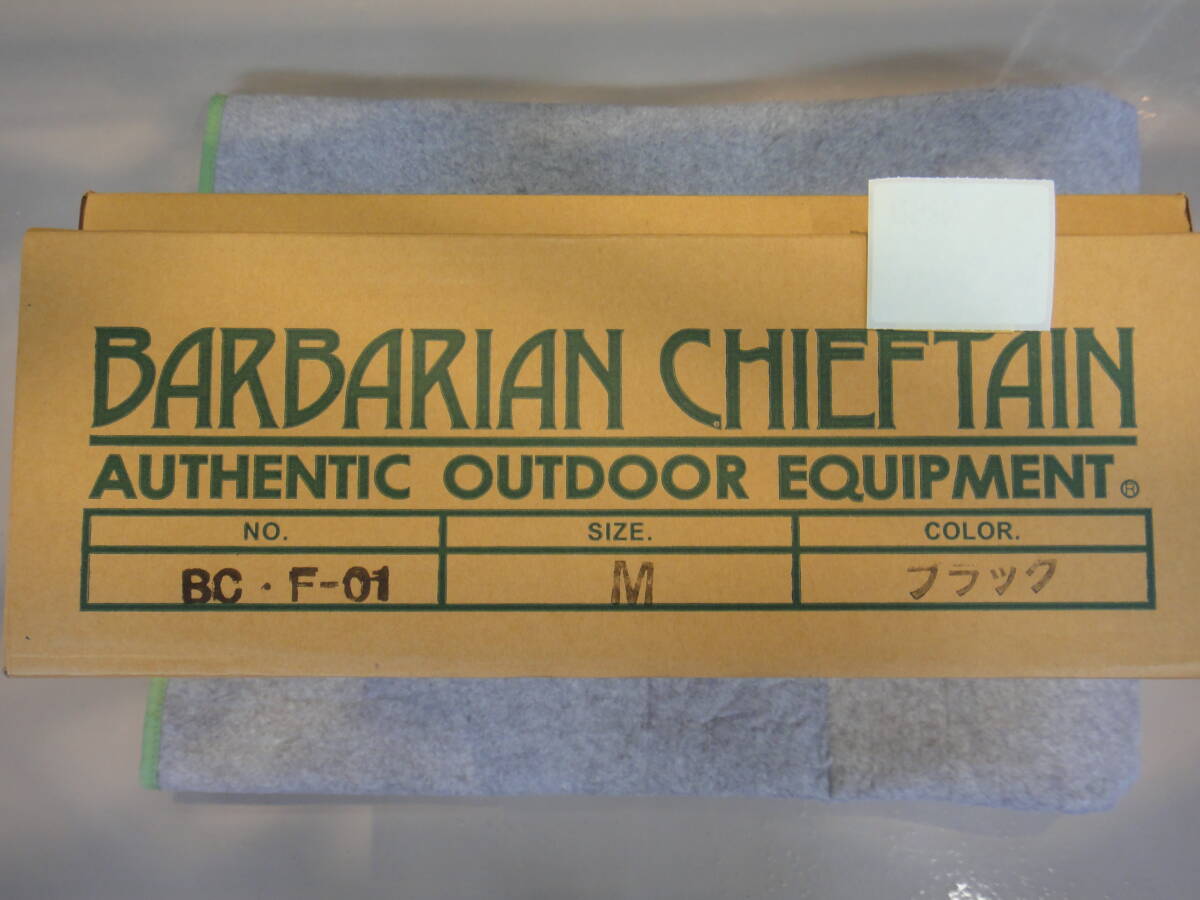 BARBARIAN CHIEFTAIN
AUTHENTIC OUTDOOR EQUIPMENT®
NO. SIZE. COLOR.
BC・F-01 M ブラック